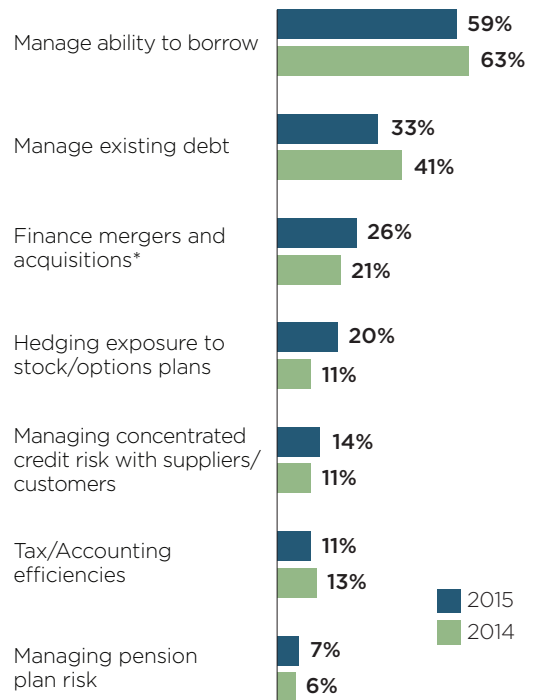 Manage ability to borrow
59%
63%
Manage existing debt
33%
41%
Finance mergers and
acquisitions*
26%
21%
Hedging exposure to
stock/options plans
20%
11%
Managing concentrated
credit risk with suppliers/
customers
14%
11%
Tax/Accounting
efficiencies
11%
13%
2015
2014
Managing pension
plan risk
7%
6%